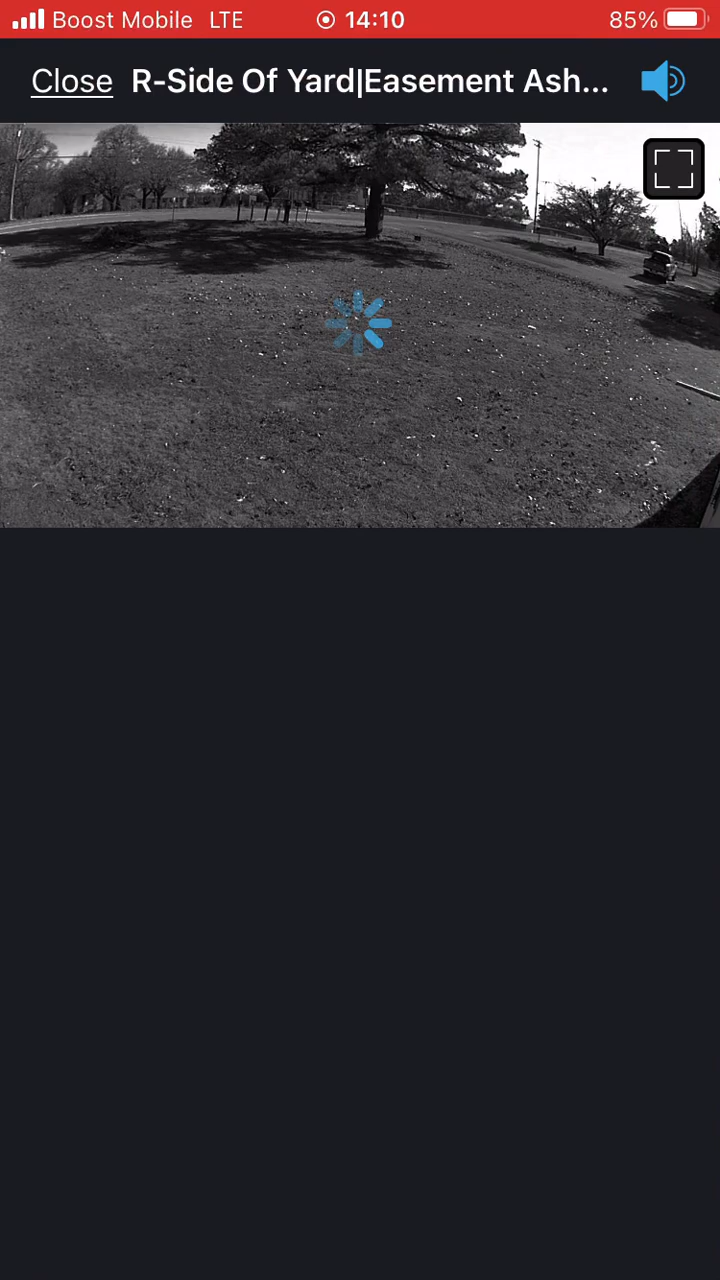 Boost Mobile LTE 14:10 85%
Close R-Side Of Yard|Easement Ash...